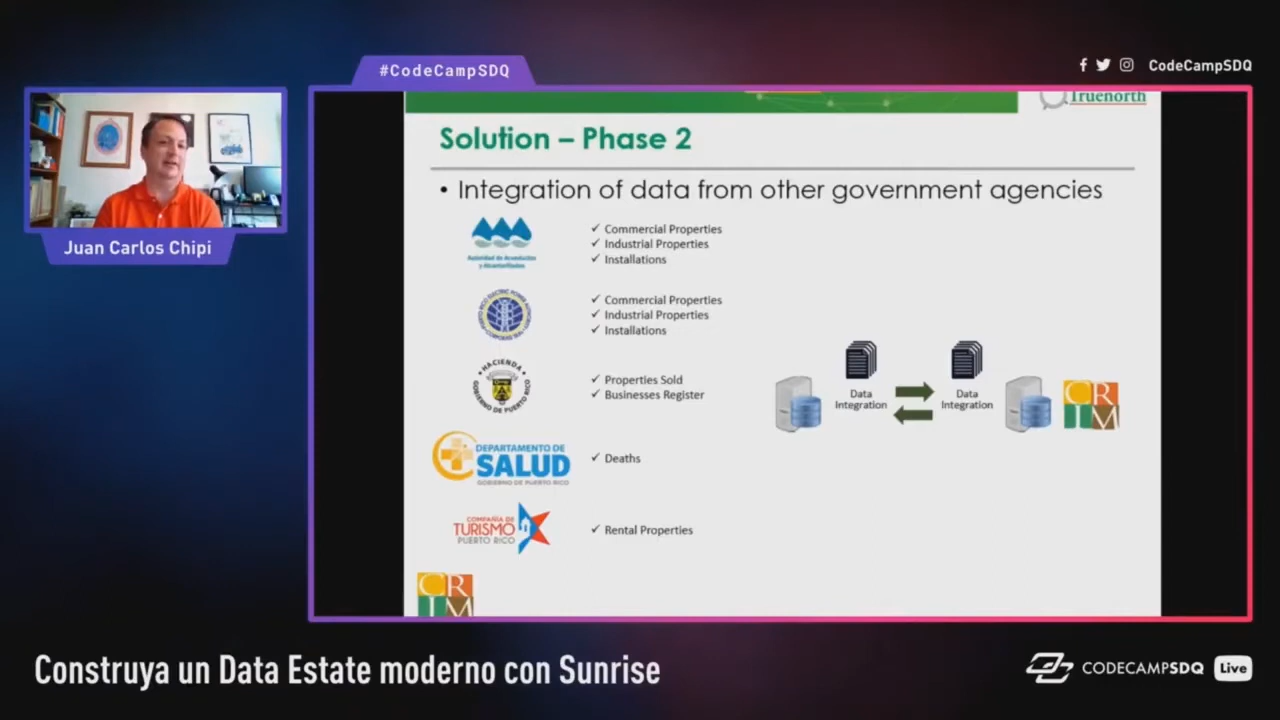 #CodeCampSDQ
CodeCampSDQ
Juan Carlos Chipi
Truenorth
Solution – Phase 2
• Integration of data from other government agencies
Autoridad de Acueductos
y Alcantarillados
✓ Commercial Properties
✓ Industrial Properties
✓ Installations
✓ Commercial Properties
✓ Industrial Properties
✓ Installations
HACIENDA
GOBIERNO DE PUERTO RICO
✓ Properties Sold
✓ Businesses Register
DEPARTAMENTO DE
SALUD
GOBIERNO DE PUERTO RICO
✓ Deaths
COMPAÑÍA DE
TURISMO
PUERTO RICO
✓ Rental Properties
Data
Integration
Data
Integration
CRIM
CRIM
Construya un Data Estate moderno con Sunrise
CODECAMPSDQ Live